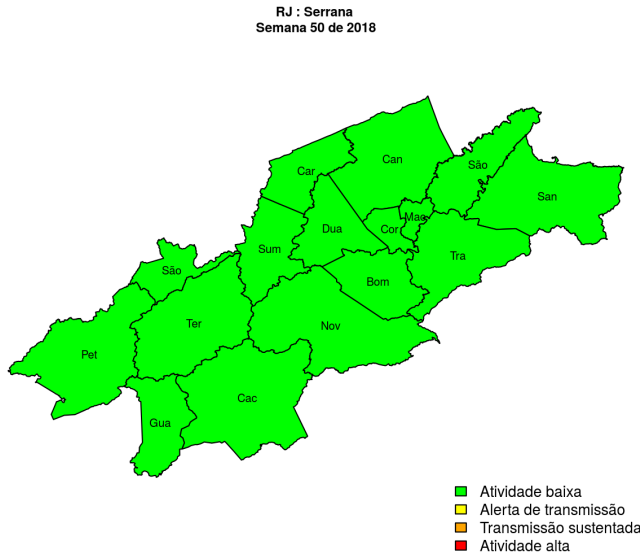 RJ : Serrana
Semana 50 de 2018
Can
São
Car
San
Mac
Dua
Cor
Sum
Tra
São
Bom
Ter
Nov
Pet
Cac
Gua
Atividade baixa
Alerta de transmissão
Transmissão sustentada
Atividade alta